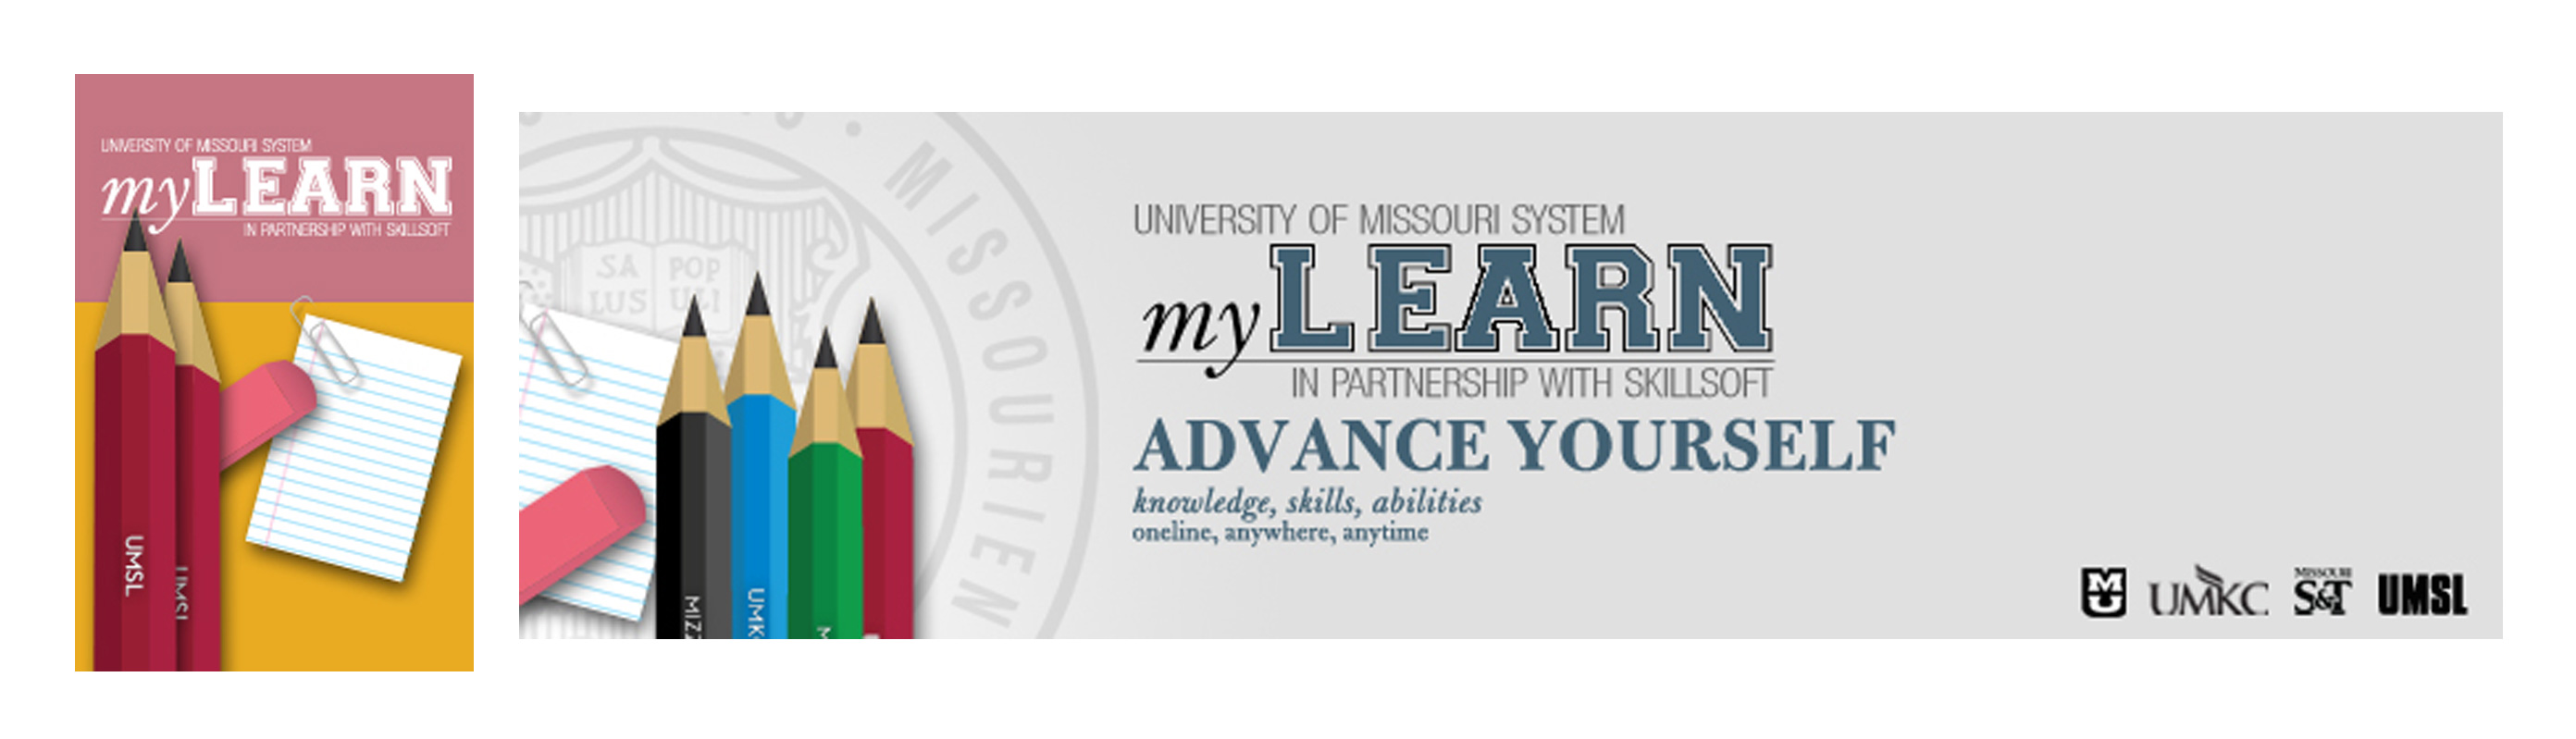 UNIVERSITY OF MISSOURI SYSTEM
myLEARN
IN PARTNERSHIP WITH SKILLSOFT
UMSL
UMSL
MISSOURIEN
SA POP
LUS ULI
UNIVERSITY OF MISSOURI SYSTEM
myLEARN
IN PARTNERSHIP WITH SKILLSOFT
ADVANCE YOURSELF
knowledge, skills, abilities
oneline, anywhere, anytime
MIZ
UMK
M
MU
UMKC
MISSOURI
S&T
UMSL